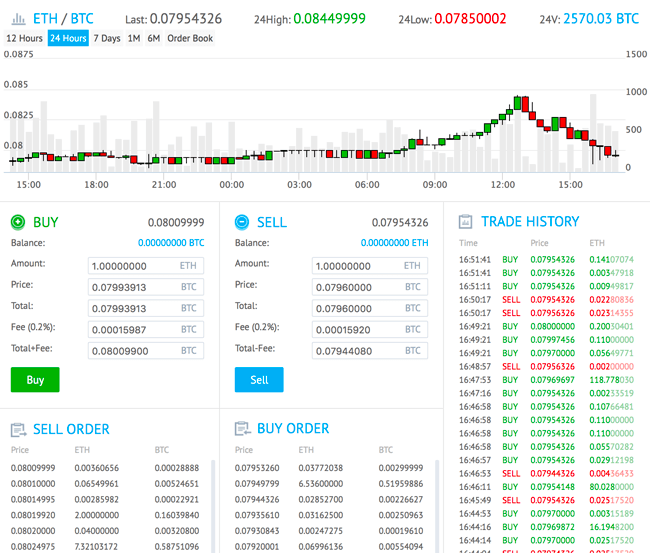 ETH / BTC Last: 0.07954326 24High: 0.08449999 24Low: 0.07850002 24V: 2570.03 BTC
12 Hours 24 Hours 7 Days 1M 6M Order Book
0.0875 1500
0.085 1000
0.0825 500
0.08 0
15:00 18:00 21:00 00:00 03:00 06:00 09:00 12:00 15:00
BUY 0.08009999
Balance: 0.00000000 BTC
Amount: 1.00000000 ETH
Price: 0.07993913 BTC
Total: 0.07993913 BTC
Fee (0.2%): 0.00015987 BTC
Total+Fee: 0.08009900 BTC
Buy
SELL 0.07954326
Balance: 0.00000000 ETH
Amount: 1.00000000 ETH
Price: 0.07960000 BTC
Total: 0.07960000 BTC
Fee (0.2%): 0.00015920 BTC
Total-Fee: 0.07944080 BTC
Sell
SELL ORDER
Price ETH BTC
0.08009999 0.00360656 0.00028888
0.08010000 0.06549961 0.00524651
0.08014995 0.00285982 0.00022921
0.08019920 2.00000000 0.16039840
0.08020000 0.04000000 0.00320800
0.08024975 7.32103172 0.58751096
BUY ORDER
Price ETH BTC
0.07953260 0.03772038 0.00299999
0.07949799 6.53600000 0.51959886
0.07944326 0.02852700 0.00226627
0.07935610 0.03162500 0.00250963
0.07930843 0.00247275 0.00019610
0.07920001 0.06996136 0.00554094
TRADE HISTORY
Time Price ETH
16:51:41 BUY 0.07954326 0.14107074
16:51:41 BUY 0.07954326 0.00347918
16:51:11 BUY 0.07954326 0.00949817
16:50:17 SELL 0.07954326 0.02280836
16:50:17 SELL 0.07956326 0.02314355
16:49:21 BUY 0.08000000 0.20030401
16:49:21 BUY 0.07997456 0.11000000
16:49:21 BUY 0.07970000 0.05649771
16:48:57 SELL 0.07956326 0.00200000
16:47:53 BUY 0.07969697 118.778030
16:47:16 BUY 0.07954326 0.00233519
16:46:58 BUY 0.07954326 0.10766481
16:46:58 BUY 0.07954326 0.11000000
16:46:58 BUY 0.07954326 0.11000000
16:46:58 BUY 0.07954326 0.05570282
16:46:57 BUY 0.07954326 0.02912198
16:46:53 SELL 0.07944326 0.00436433
16:46:11 BUY 0.07954148 80.0280000
16:45:49 SELL 0.07954326 0.02517520
16:44:53 BUY 0.07970000 0.00315189
16:44:16 BUY 0.07969872 16.1948200
16:44:14 BUY 0.07970000 0.02517520